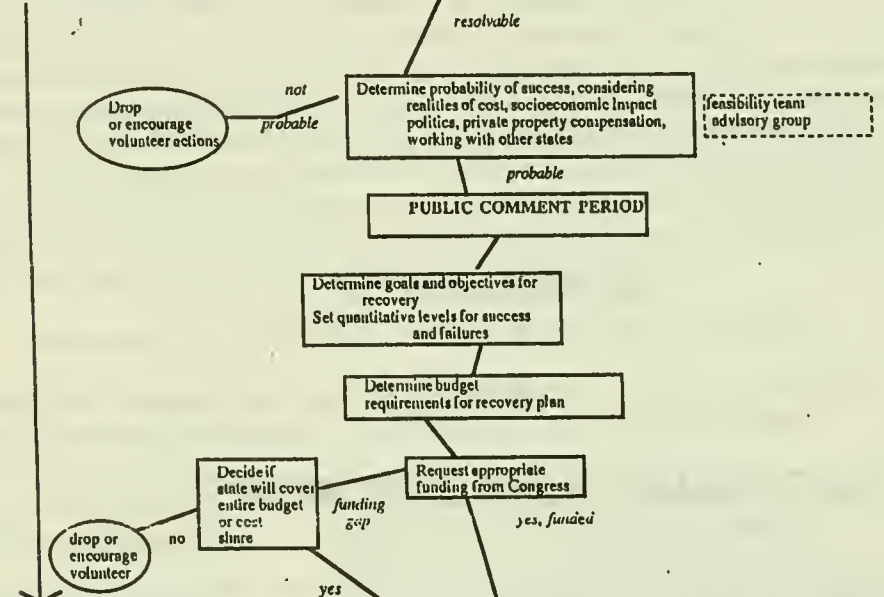 resolvable
Drop
or encourage
volunteer actions
not
probable
Determine probability of success, considering
realities of cost, socioeconomic impact
politics, private property compensation,
working with other states
feasibility team
advisory group
probable
PUBLIC COMMENT PERIOD
Determine goals and objectives for
recovery
Set quantitative levels for success
and failures
Determine budget
requirements for recovery plan
Request appropriate
funding from Congress
Decide if
state will cover
entire budget
or cost
share
funding
gap
yes, funded
drop or
encourage
volunteer
no
yes